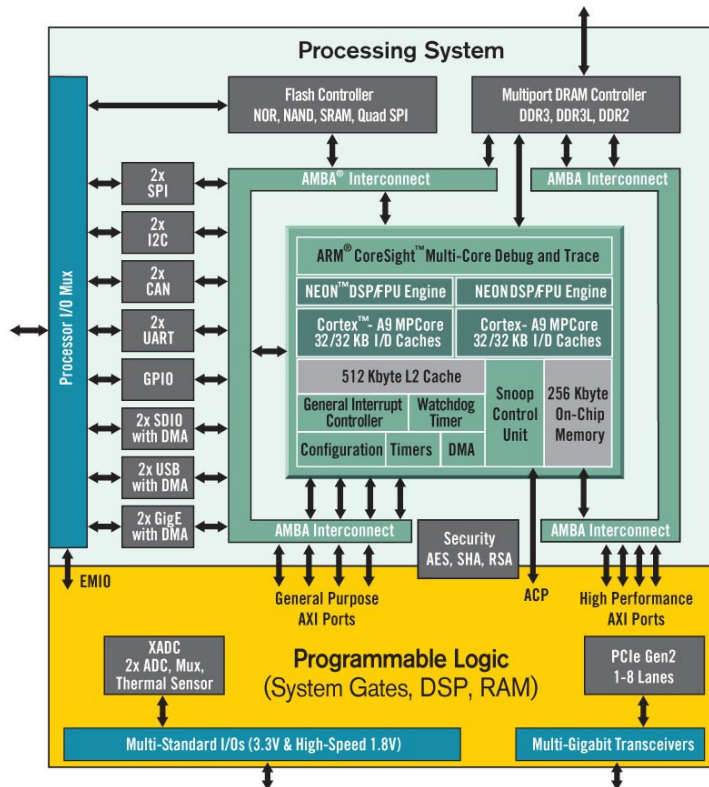 Processing System
Flash Controller
NOR, NAND, SRAM, Quad SPI
Multiport DRAM Controller
DDR3, DDR3L, DDR2
Processor I/O Mux
2x
SPI
2x
I2C
2x
CAN
2x
UART
GPIO
2x SDIO
with DMA
2x USB
with DMA
2x GigE
with DMA
EMIO
AMBA® Interconnect
AMBA Interconnect
ARM® CoreSight™ Multi-Core Debug and Trace
NEON™ DSP/FPU Engine
NEON DSP/FPU Engine
Cortex™- A9 MPCore
32/32 KB I/D Caches
Cortex- A9 MPCore
32/32 KB I/D Caches
512 Kbyte L2 Cache
General Interrupt
Controller
Watchdog
Timer
Configuration
Timers
DMA
Snoop
Control
Unit
256 Kbyte
On-Chip
Memory
AMBA Interconnect
Security
AES, SHA, RSA
AMBA Interconnect
General Purpose
AXI Ports
ACP
High Performance
AXI Ports
XADC
2x ADC, Mux,
Thermal Sensor
Programmable Logic
(System Gates, DSP, RAM)
PCIe Gen2
1-8 Lanes
Multi-Standard I/Os (3.3V & High-Speed 1.8V)
Multi-Gigabit Transceivers